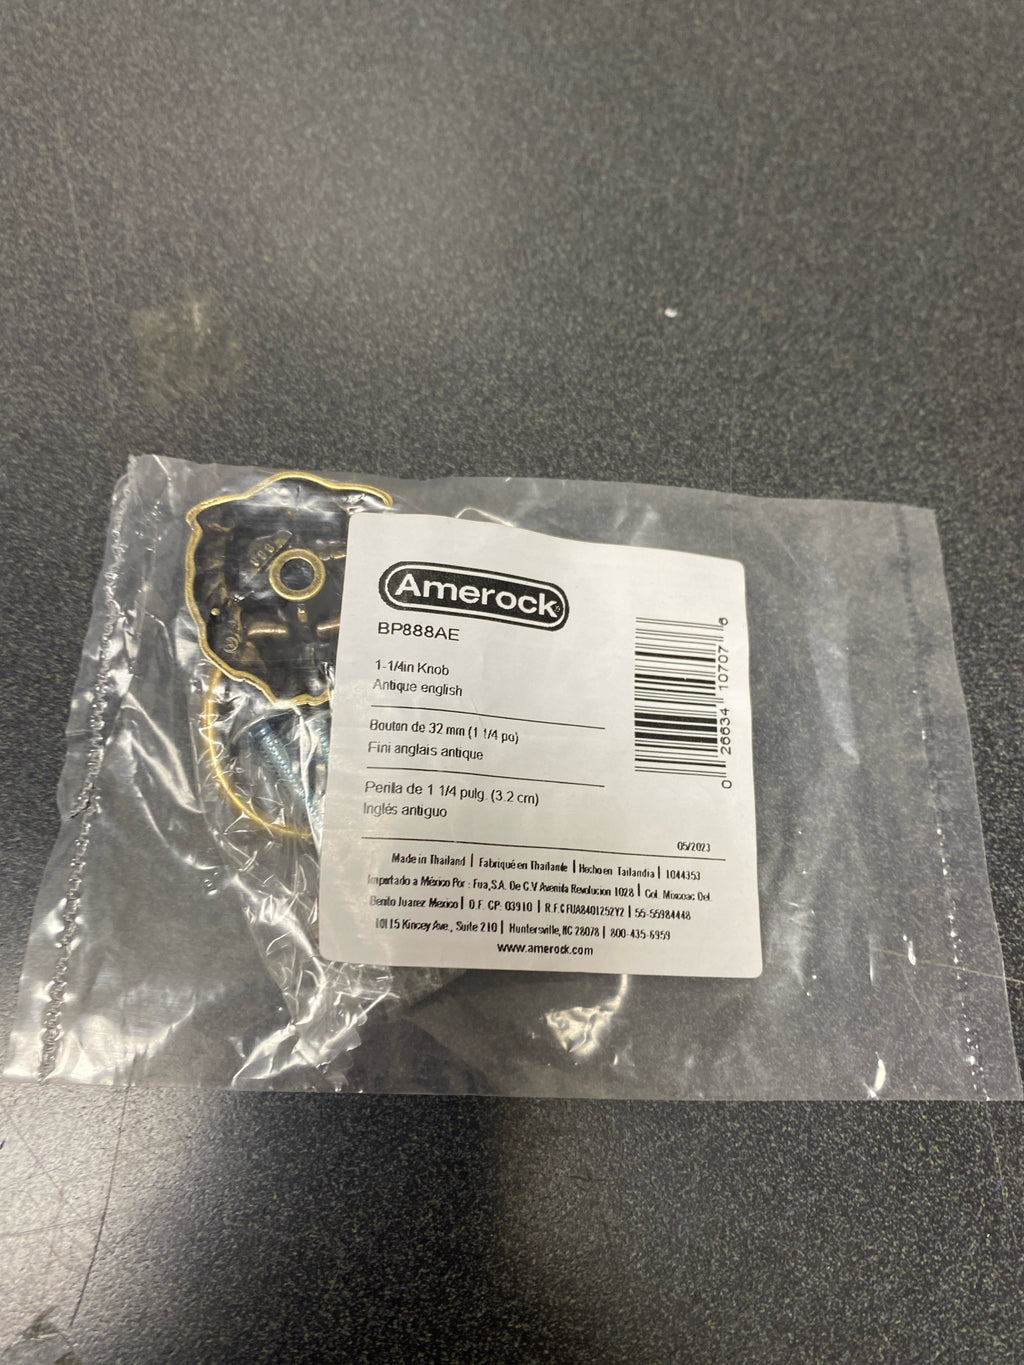 Amerock
BP888AE
1-1/4in Knob
Antique english
Bouton de 32 mm (1 1/4 po)
Fini anglais antique
Perilla de 1 1/4 pulg. (3.2 cm)
Inglés antiguo
0 26634 10707 6
05/2023
Made in Thailand | Fabriqué en Thaïlande | Hecho en Tailandia | 1044353
Importado a México Por : Fua,S.A. De C.V Avenida Revolucion 1028 | Col. Mixcoac Del.
Benito Juarez Mexico | D.F. CP: 03910 | R.F.C FUA8401252Y2 | 55-55984448
10115 Kincey Ave., Suite 210 | Huntersville, NC 28078 | 800-435-6959
www.amerock.com